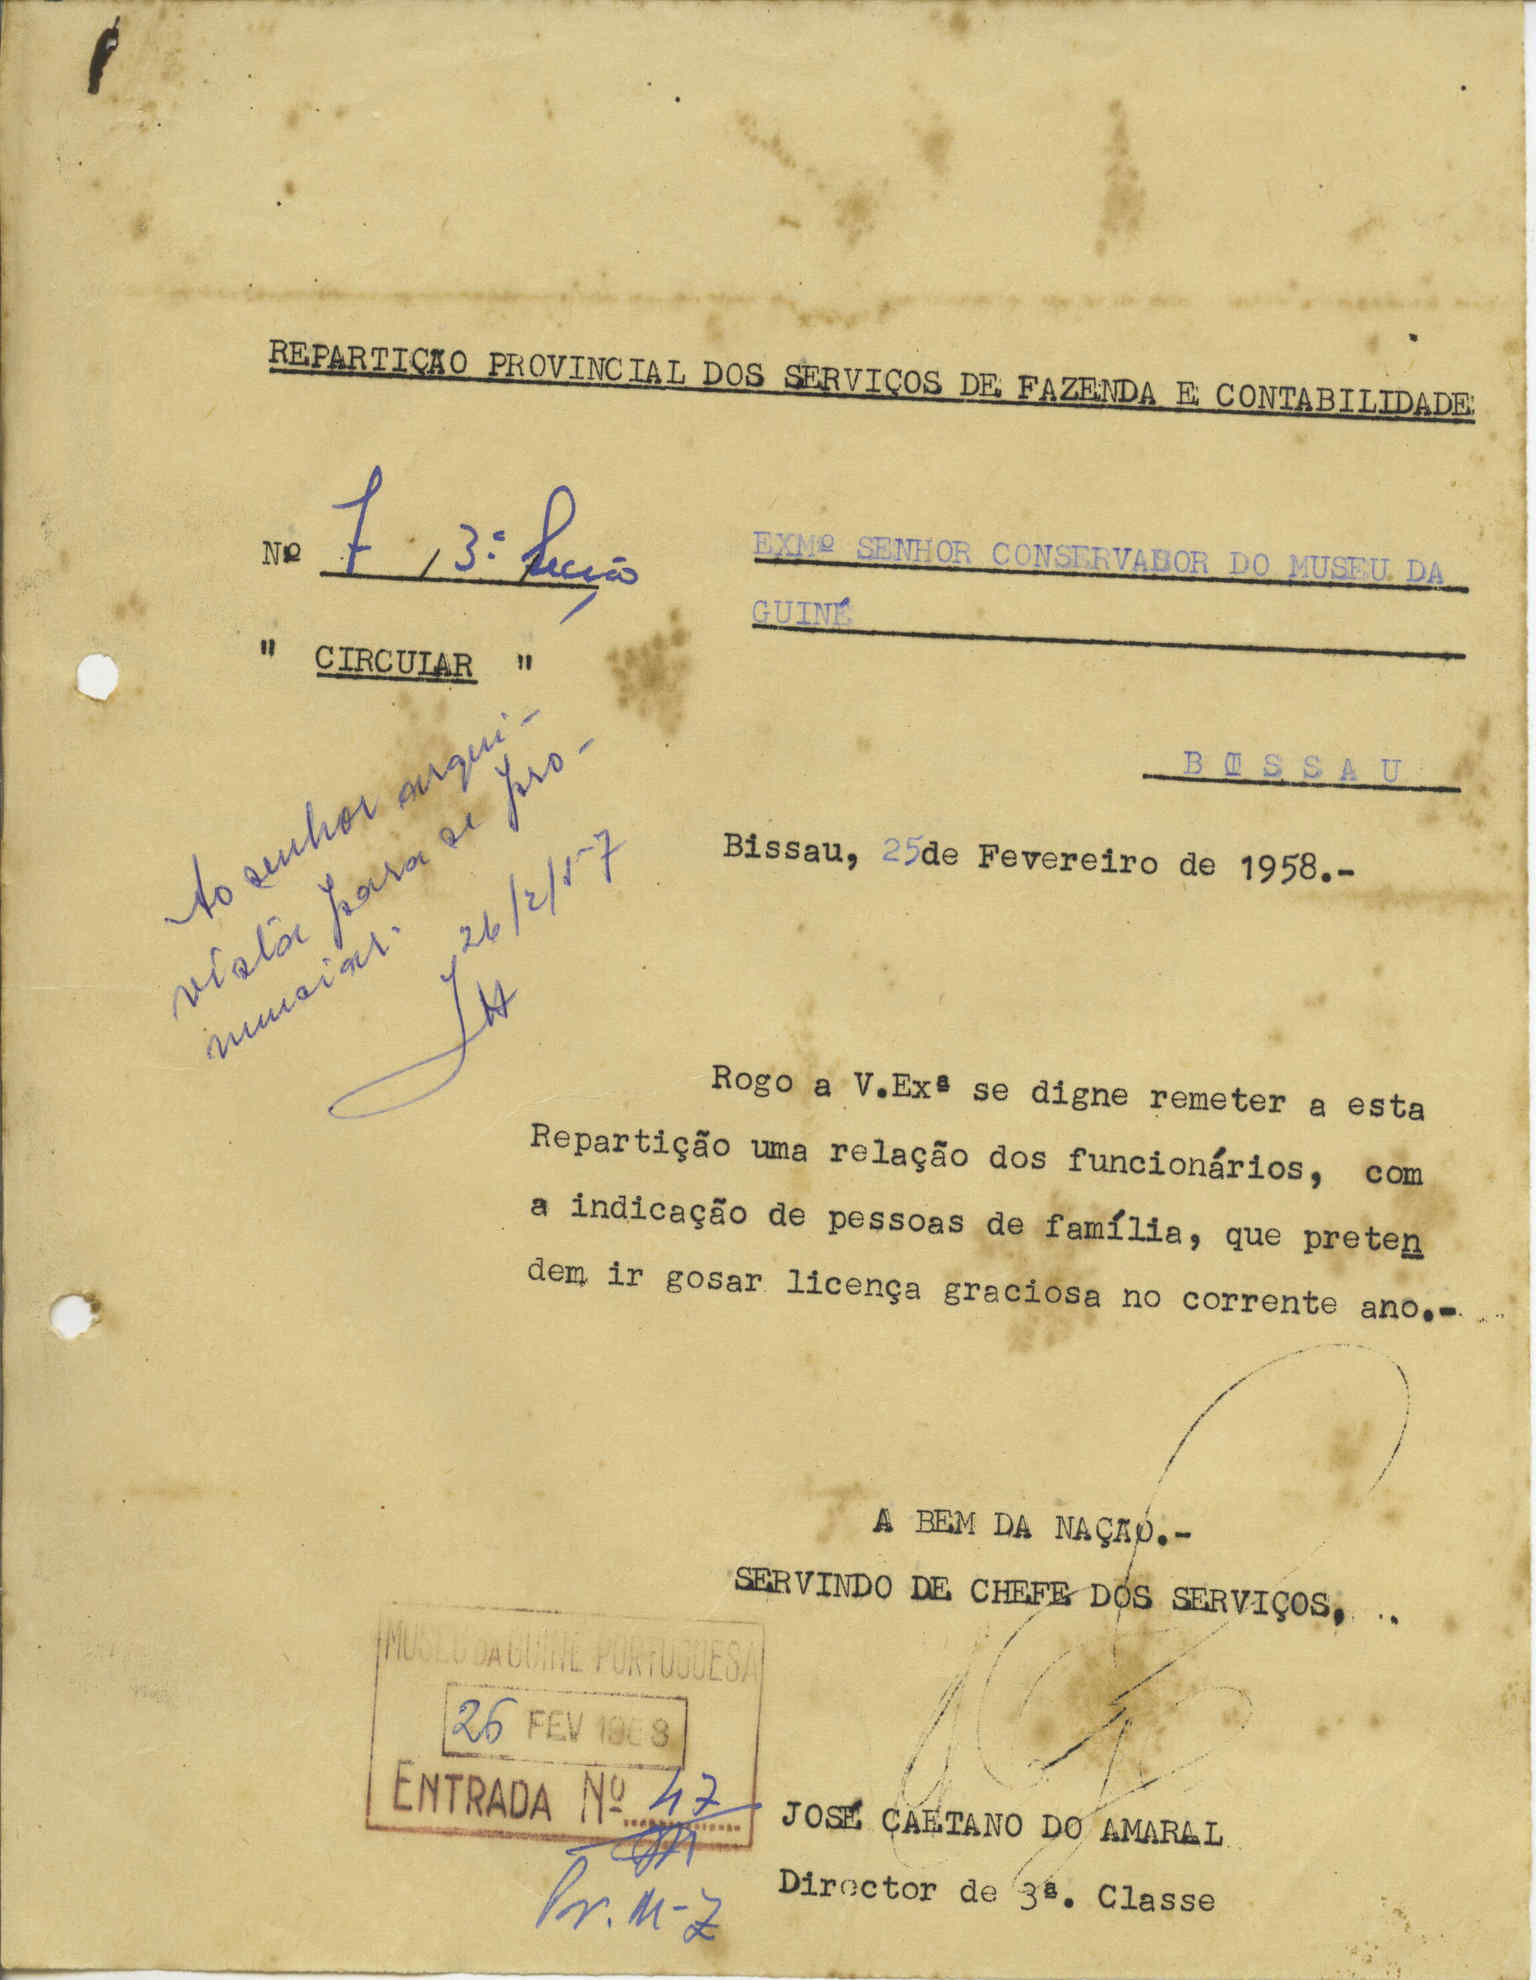 REPARTIÇÃO PROVINCIAL DOS SERVIÇOS DE FAZENDA E CONTABILIDADE
Nº 7 , 3ª Secção
EXMº SENHOR CONSERVADOR DO MUSEU DA
GUINÉ
" CIRCULAR "
BISSAU
Ao senhor arqui-
vista para se pro-
nunciar.
26/2/57
Bissau, 25 de Fevereiro de 1958.-
Rogo a V.Exª se digne remeter a esta
Repartição uma relação dos funcionários, com
a indicação de pessoas de família, que preten
dem ir gosar licença graciosa no corrente ano.-
A BEM DA NAÇÃO.-
SERVINDO DE CHEFE DOS SERVIÇOS,
MUSEU DA GUINÉ PORTUGUESA
26 FEV 1958
ENTRADA Nº 47
JOSÉ CAETANO DO AMARAL
Director de 3ª. Classe
Pr. M-Z